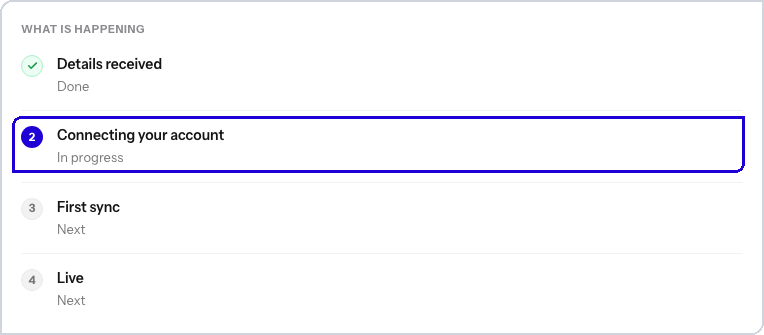 WHAT IS HAPPENING
Details received
Done
2 Connecting your account
In progress
3 First sync
Next
4 Live
Next